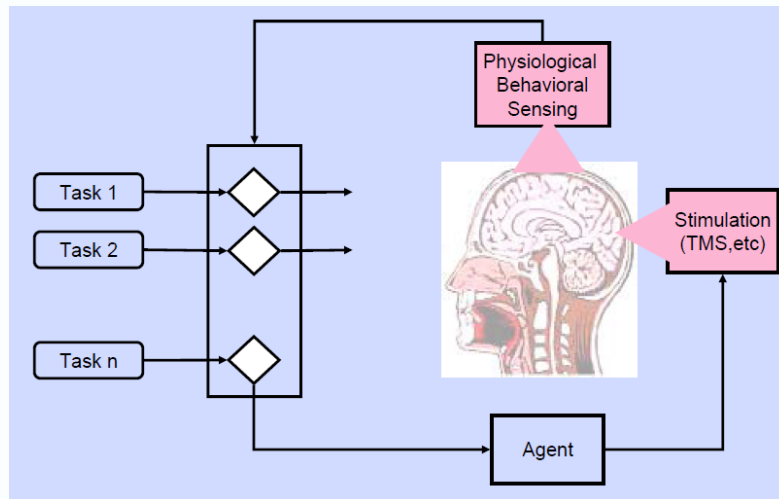 Physiological
Behavioral
Sensing
Task 1
Stimulation
(TMS,etc)
Task 2
Task n
Agent